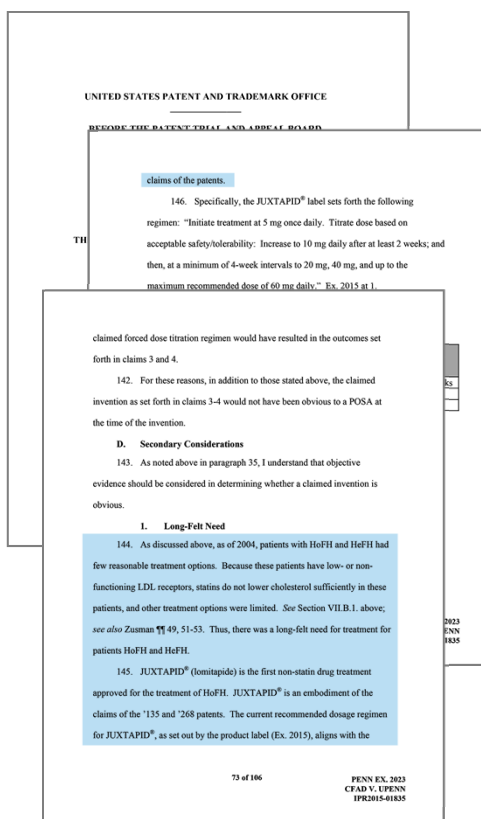 UNITED STATES PATENT AND TRADEMARK OFFICE
BEFORE THE PATENT TRIAL AND APPEAL BOARD
TH
claims of the patents.
146. Specifically, the JUXTAPID® label sets forth the following
regimen: “Initiate treatment at 5 mg once daily. Titrate dose based on
acceptable safety/tolerability: Increase to 10 mg daily after at least 2 weeks; and
then, at a minimum of 4-week intervals to 20 mg, 40 mg, and up to the
maximum recommended dose of 60 mg daily.” Ex. 2015 at 1.
ks
2023
ENN
1835
claimed forced dose titration regimen would have resulted in the outcomes set
forth in claims 3 and 4.
142. For these reasons, in addition to those stated above, the claimed
invention as set forth in claims 3-4 would not have been obvious to a POSA at
the time of the invention.
D. Secondary Considerations
143. As noted above in paragraph 35, I understand that objective
evidence should be considered in determining whether a claimed invention is
obvious.
1. Long-Felt Need
144. As discussed above, as of 2004, patients with HoFH and HeFH had
few reasonable treatment options. Because these patients have low- or non-
functioning LDL receptors, statins do not lower cholesterol sufficiently in these
patients, and other treatment options were limited. See Section VII.B.1. above;
see also Zusman ¶¶ 49, 51-53. Thus, there was a long-felt need for treatment for
patients HoFH and HeFH.
145. JUXTAPID® (lomitapide) is the first non-statin drug treatment
approved for the treatment of HoFH. JUXTAPID® is an embodiment of the
claims of the ’135 and ’268 patents. The current recommended dosage regimen
for JUXTAPID®, as set out by the product label (Ex. 2015), aligns with the
73 of 106
PENN EX. 2023
CFAD V. UPENN
IPR2015-01835